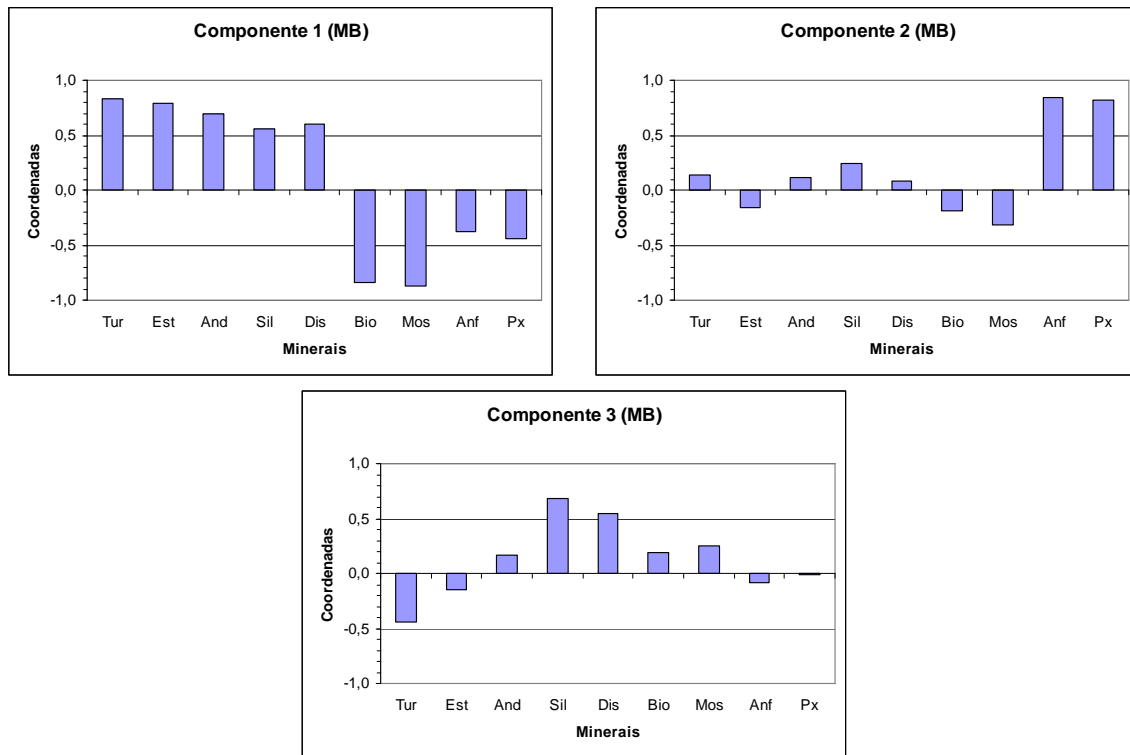 Componente 1 (MB)
1,0
0,5
0,0
-0,5
-1,0
Coordenadas
Tur Est And Sil Dis Bio Mos Anf Px
Minerais
Componente 2 (MB)
1,0
0,5
0,0
-0,5
-1,0
Coordenadas
Tur Est And Sil Dis Bio Mos Anf Px
Minerais
Componente 3 (MB)
1,0
0,5
0,0
-0,5
-1,0
Coordenadas
Tur Est And Sil Dis Bio Mos Anf Px
Minerais